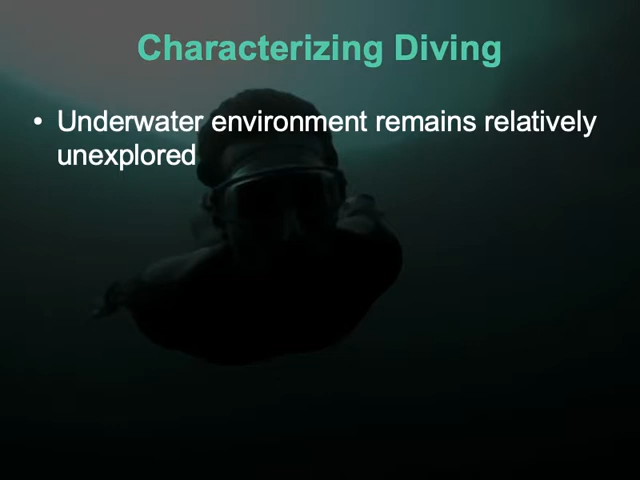 Characterizing Diving
• Underwater environment remains relatively
unexplored